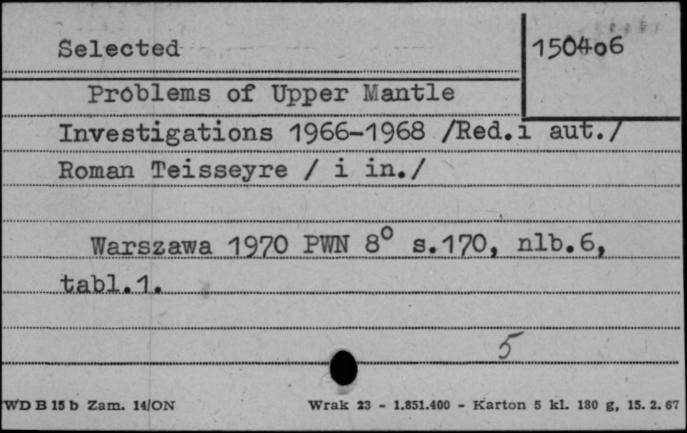 Selected
150406
Problems of Upper Mantle
Investigations 1966-1968 /Red.i aut./
Roman Teisseyre / i in./
Warszawa 1970 PWN 8° s.170, nlb.6,
tabl.1.
5
WD B 15 b Zam. 14/ON
Wrak 23 - 1.851.400 - Karton 5 kl. 180 g, 15. 2. 67